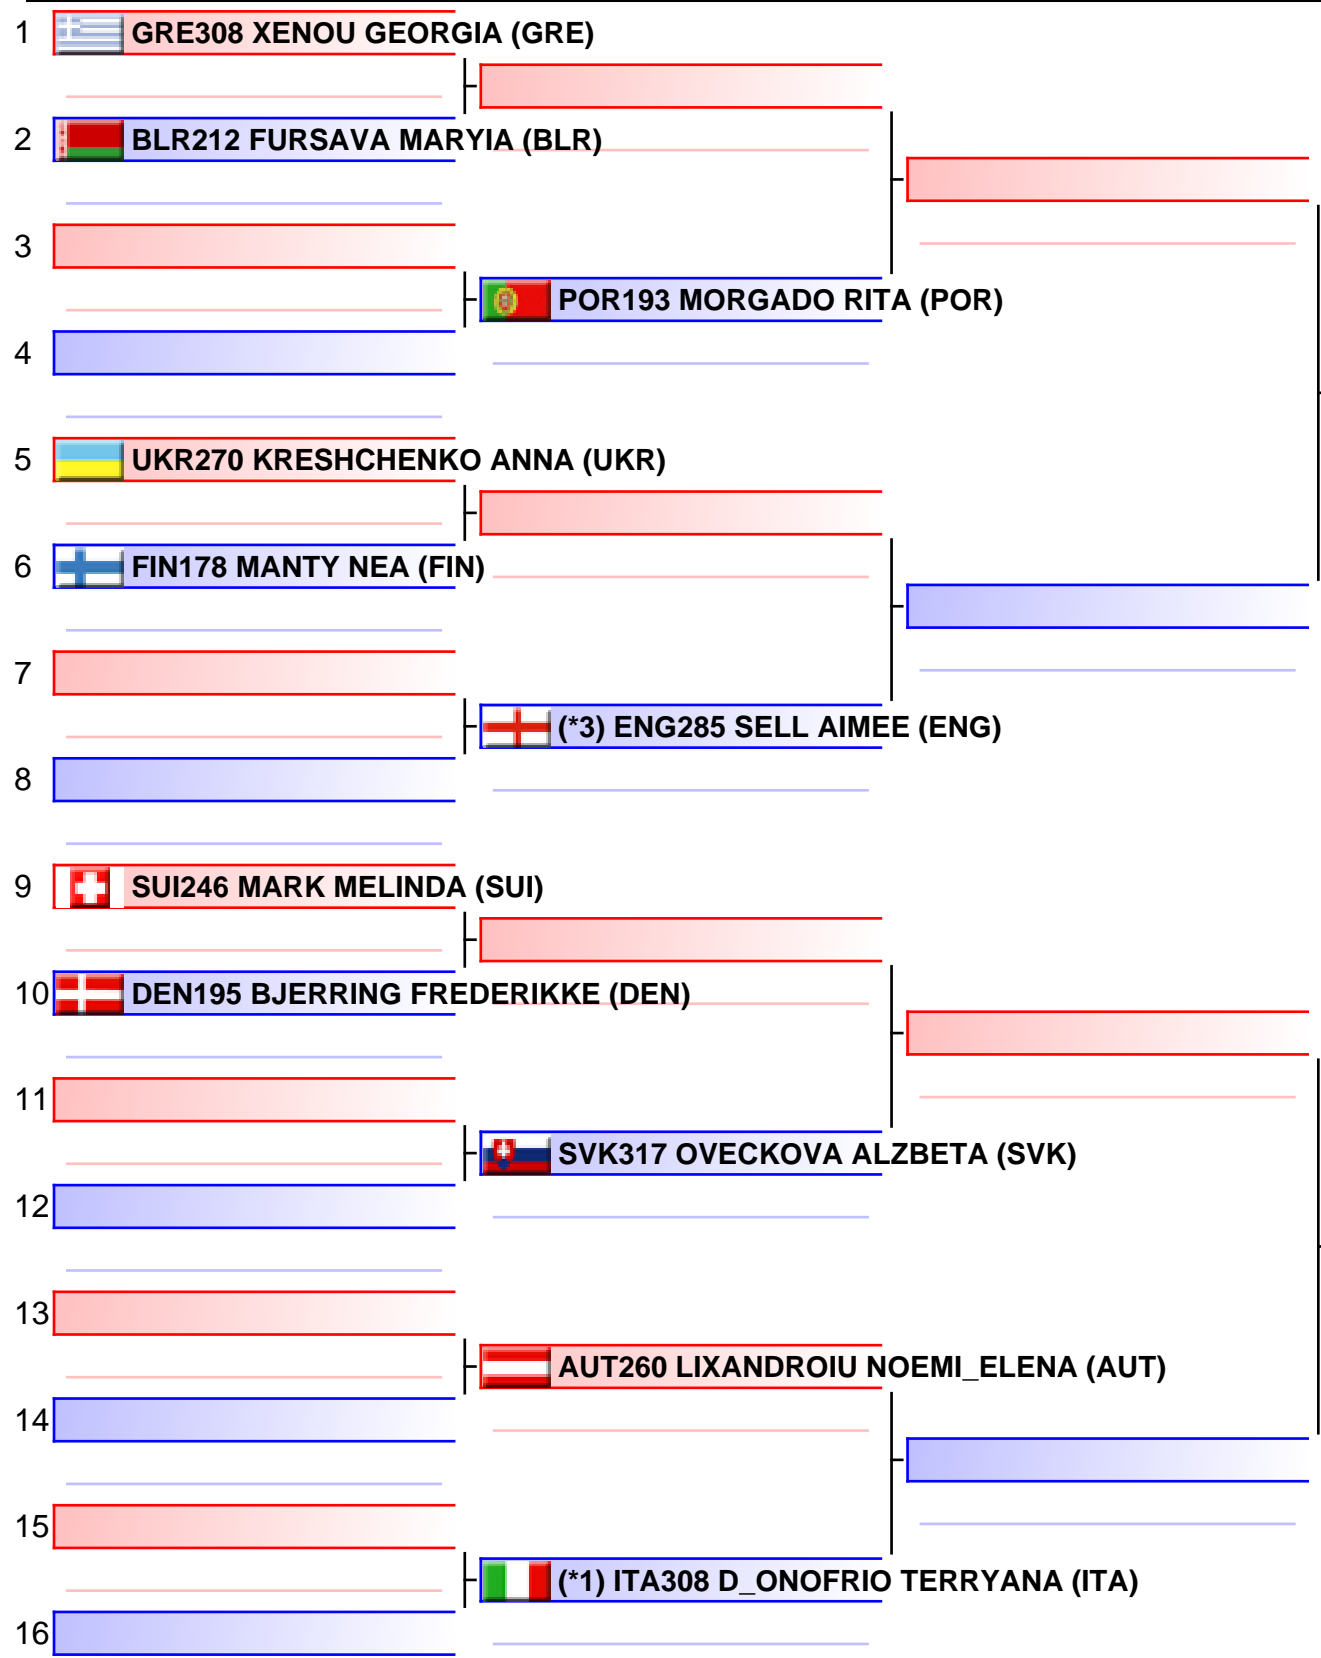 1 GRE308 XENOU GEORGIA (GRE)
2 BLR212 FURSAVA MARYIA (BLR)
3
POR193 MORGADO RITA (POR)
4
5 UKR270 KRESHCHENKO ANNA (UKR)
6 FIN178 MANTY NEA (FIN)
7
(*3) ENG285 SELL AIMEE (ENG)
8
9 SUI246 MARK MELINDA (SUI)
10 DEN195 BJERRING FREDERIKKE (DEN)
11
SVK317 OVECKOVA ALZBETA (SVK)
12
13
AUT260 LIXANDROIU NOEMI_ELENA (AUT)
14
15
(*1) ITA308 D_ONOFRIO TERRYANA (ITA)
16